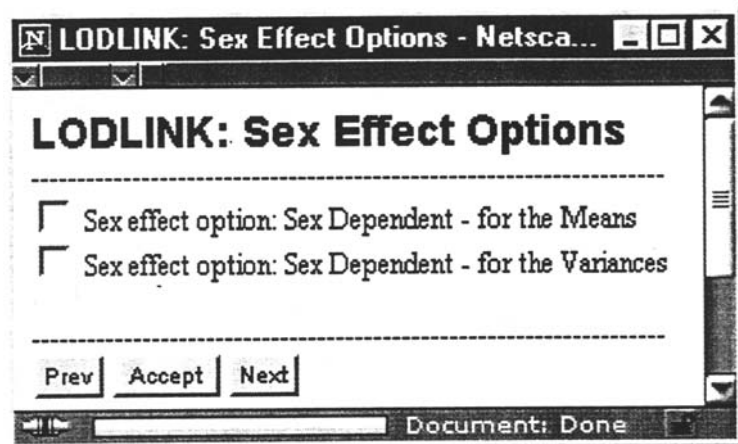 N LODLINK: Sex Effect Options - Netsca...
LODLINK: Sex Effect Options
Sex effect option: Sex Dependent - for the Means
Sex effect option: Sex Dependent - for the Variances
Prev Accept Next
Document: Done